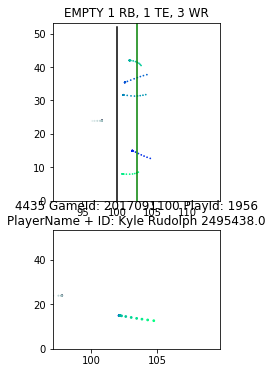 EMPTY 1 RB, 1 TE, 3 WR
50
40
30
20
10
0
95 100 105 110
4435 GameId: 2017091100 PlayId: 1956
PlayerName + ID: Kyle Rudolph 2495438.0
40
20
0
100 105